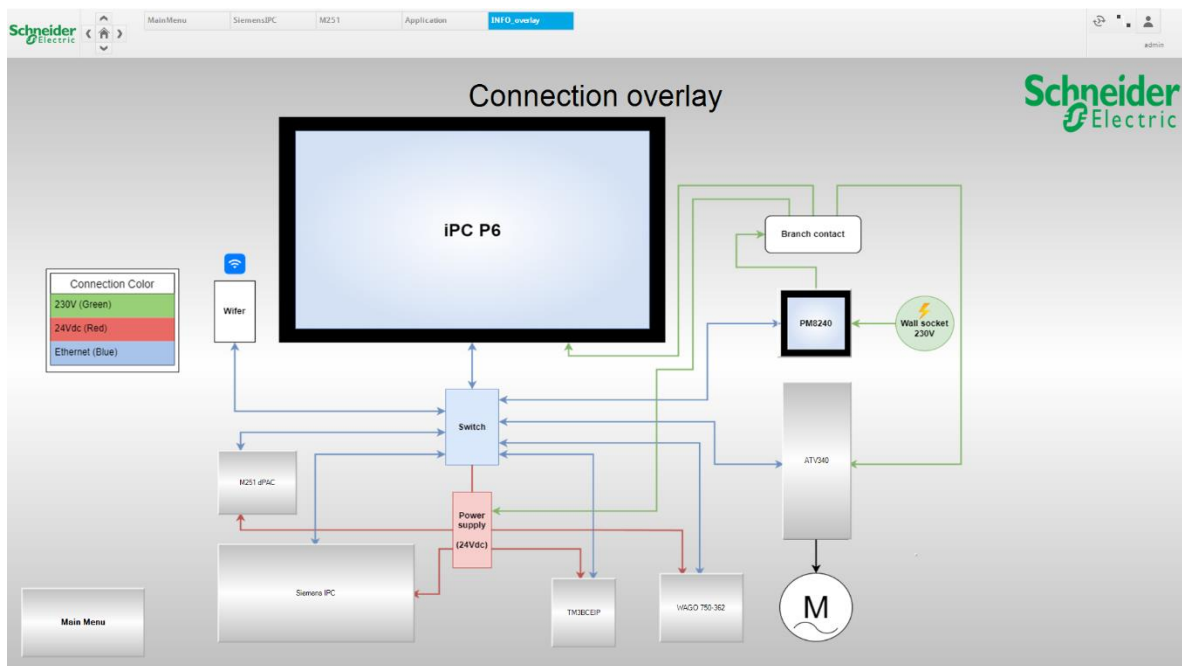 Schneider
Electric
MainMenu
SiemensIPC
M251
Application
INFO_overlay
admin
Connection overlay
Schneider
Electric
iPC P6
Branch contact
Connection Color
230V (Green)
24Vdc (Red)
Ethernet (Blue)
Wifer
PM8240
Wall socket
230V
Switch
ATV340
M251 dPAC
Power
supply
(24Vdc)
Siemens IPC
TM3BCEIP
WAGO 750-362
M
Main Menu